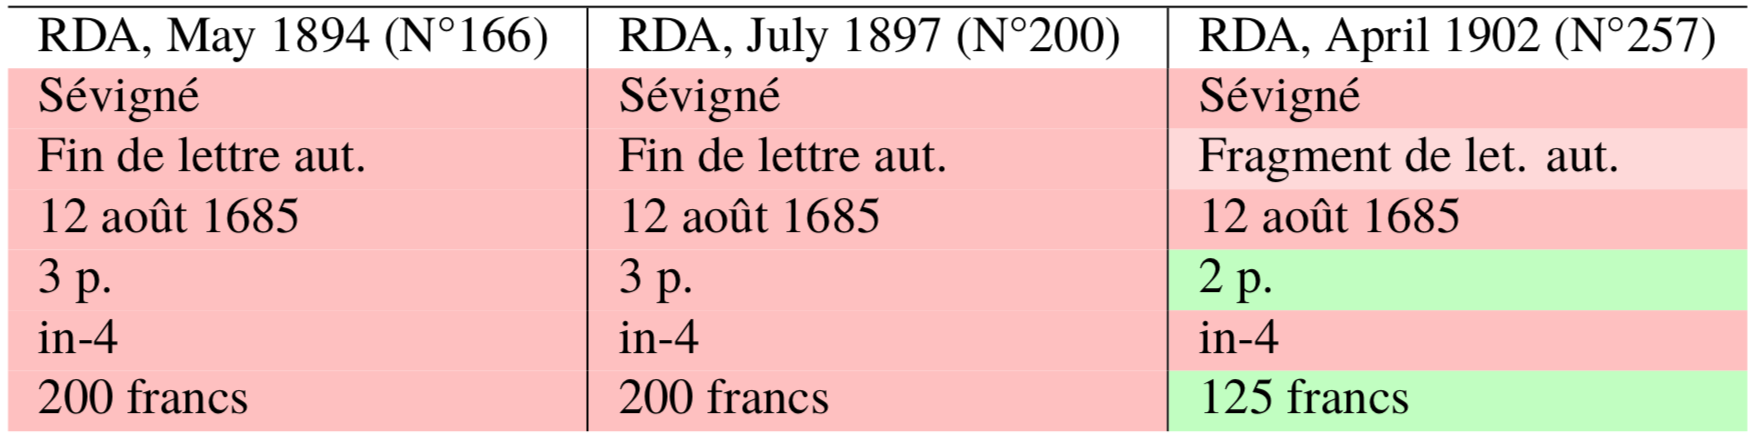 RDA, May 1894 (N°166) RDA, July 1897 (N°200) RDA, April 1902 (N°257)
Sévigné Sévigné Sévigné
Fin de lettre aut. Fin de lettre aut. Fragment de let. aut.
12 août 1685 12 août 1685 12 août 1685
3 p. 3 p. 2 p.
in-4 in-4 in-4
200 francs 200 francs 125 francs